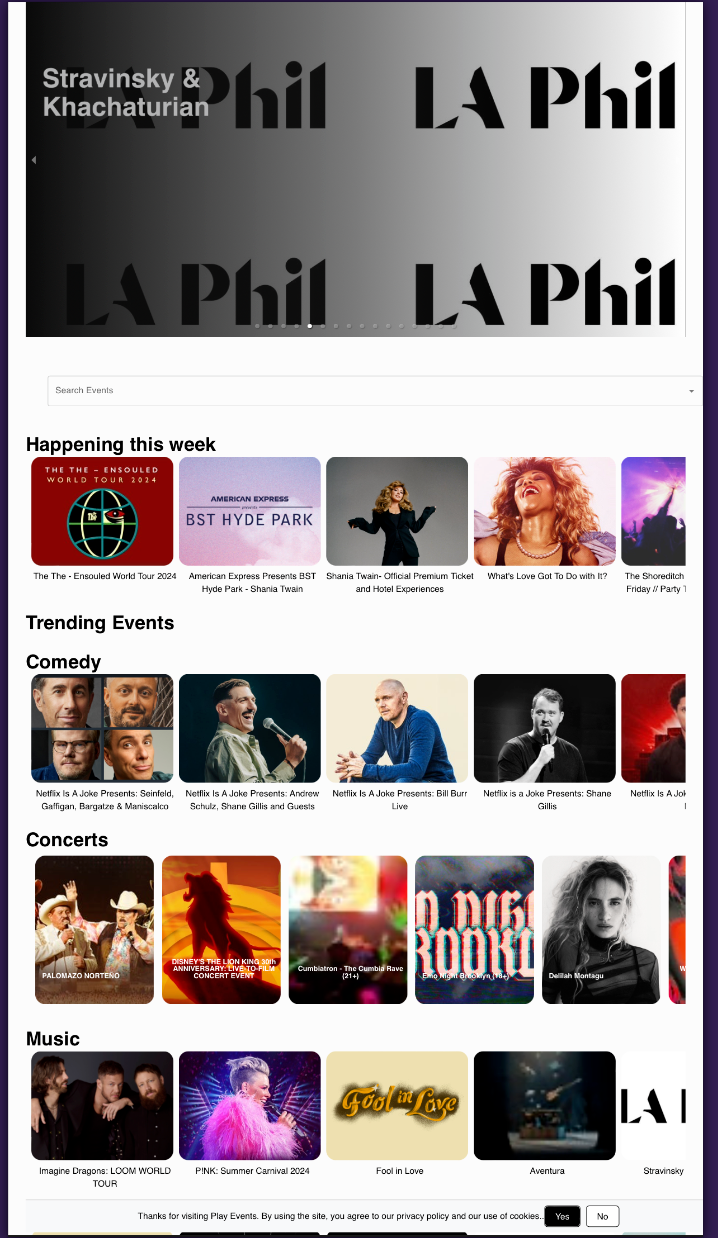 Stravinsky &
Khachaturian
LA Phil LA Phil
LA Phil LA Phil
Search Events
Happening this week
THE THE – ENSOULED
WORLD TOUR 2024
AMERICAN EXPRESS
presents
BST HYDE PARK
The The - Ensouled World Tour 2024
American Express Presents BST
Hyde Park - Shania Twain
Shania Twain- Official Premium Ticket
and Hotel Experiences
What's Love Got To Do with It?
The Shoreditch
Friday // Party
Trending Events
Comedy
Netflix Is A Joke Presents: Seinfeld,
Gaffigan, Bargatze & Maniscalco
Netflix Is A Joke Presents: Andrew
Schulz, Shane Gillis and Guests
Netflix Is A Joke Presents: Bill Burr
Live
Netflix is a Joke Presents: Shane
Gillis
Netflix Is A
Concerts
PALOMAZO NORTEÑO
DISNEY'S THE LION KING 30th
ANNIVERSARY: LIVE-TO-FILM
CONCERT EVENT
Cumbiatron - The Cumbia Rave
(21+)
Emo Night Brooklyn (18+)
Delilah Montagu
Music
Fool in Love
LA
Imagine Dragons: LOOM WORLD
TOUR
P!NK: Summer Carnival 2024
Fool in Love
Aventura
Stravinsky
Thanks for visiting Play Events. By using the site, you agree to our privacy policy and our use of cookies..
Yes
No